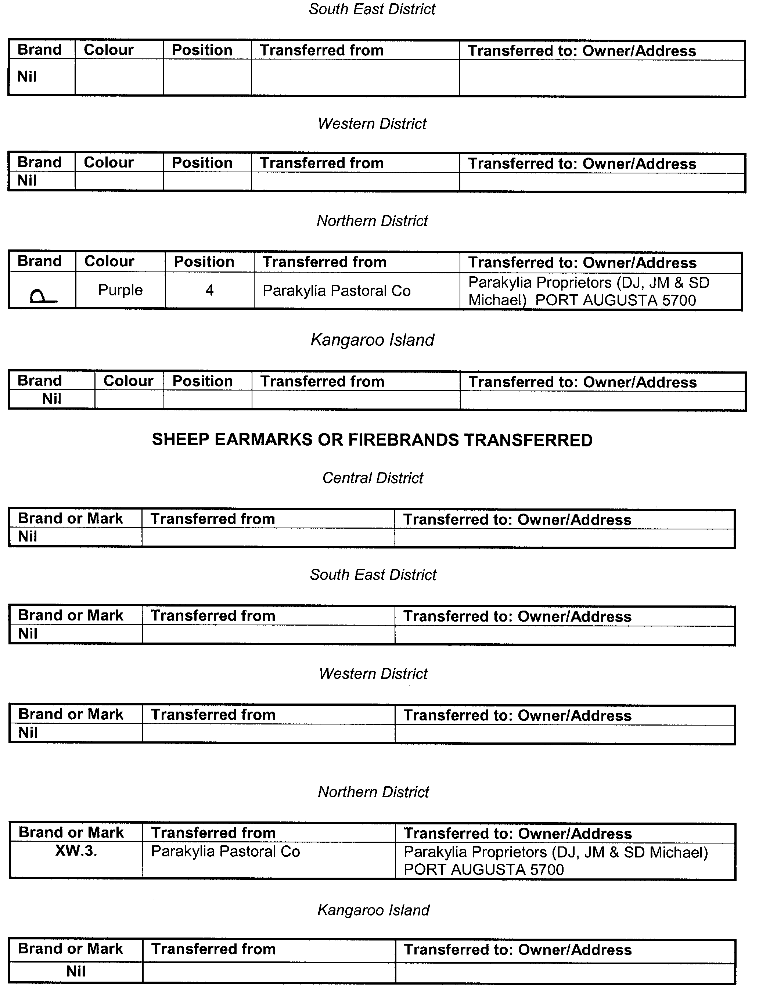 South East District
Brand Colour Position Transferred from Transferred to: Owner/Address
Nil
Western District
Brand Colour Position Transferred from Transferred to: Owner/Address
Nil
Northern District
Brand Colour Position Transferred from Transferred to: Owner/Address
Purple 4 Parakylia Pastoral Co Parakylia Proprietors (DJ, JM & SD
Michael) PORT AUGUSTA 5700
Kangaroo Island
Brand Colour Position Transferred from Transferred to: Owner/Address
Nil
SHEEP EARMARKS OR FIREBRANDS TRANSFERRED
Central District
Brand or Mark Transferred from Transferred to: Owner/Address
Nil
South East District
Brand or Mark Transferred from Transferred to: Owner/Address
Nil
Western District
Brand or Mark Transferred from Transferred to: Owner/Address
Nil
Northern District
Brand or Mark Transferred from Transferred to: Owner/Address
XW.3. Parakylia Pastoral Co Parakylia Proprietors (DJ, JM & SD Michael)
PORT AUGUSTA 5700
Kangaroo Island
Brand or Mark Transferred from Transferred to: Owner/Address
Nil